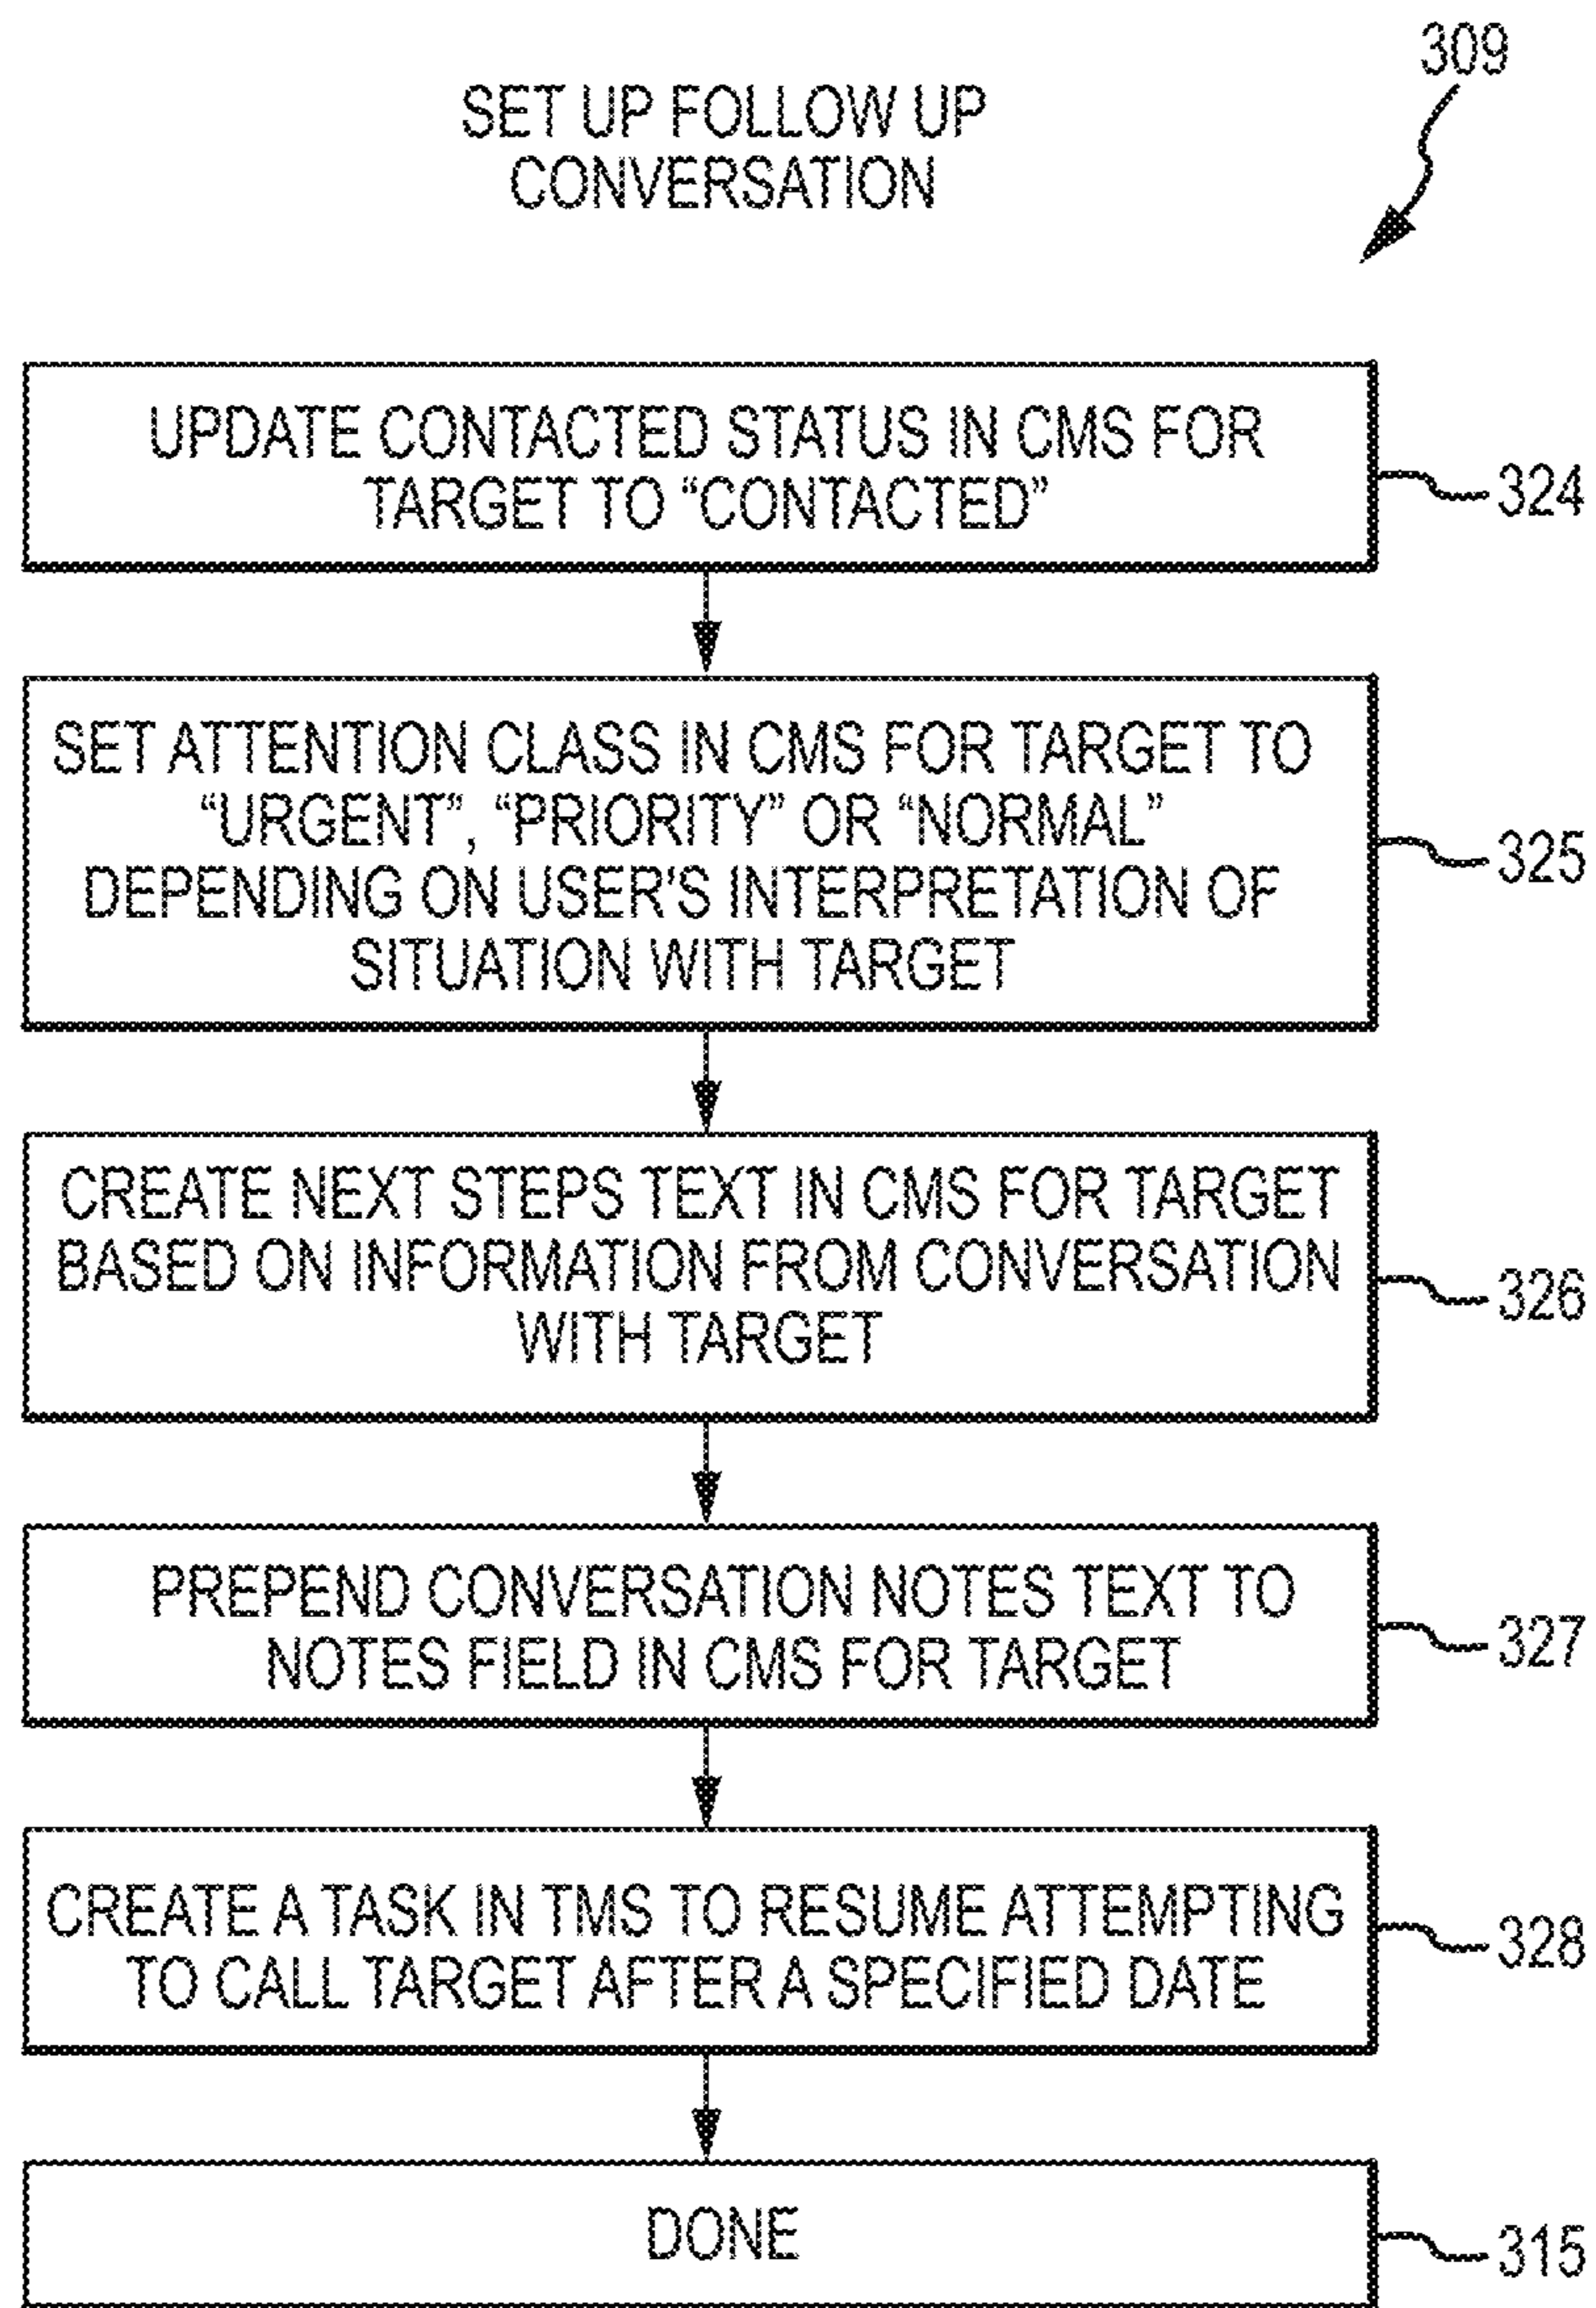 309
SET UP FOLLOW UP
CONVERSATION
UPDATE CONTACTED STATUS IN CMS FOR
TARGET TO “CONTACTED”
324
SET ATTENTION CLASS IN CMS FOR TARGET TO
“URGENT”, “PRIORITY” OR “NORMAL”
DEPENDING ON USER'S INTERPRETATION OF
SITUATION WITH TARGET
325
CREATE NEXT STEPS TEXT IN CMS FOR TARGET
BASED ON INFORMATION FROM CONVERSATION
WITH TARGET
326
PREPEND CONVERSATION NOTES TEXT TO
NOTES FIELD IN CMS FOR TARGET
327
CREATE A TASK IN TMS TO RESUME ATTEMPTING
TO CALL TARGET AFTER A SPECIFIED DATE
328
DONE
315